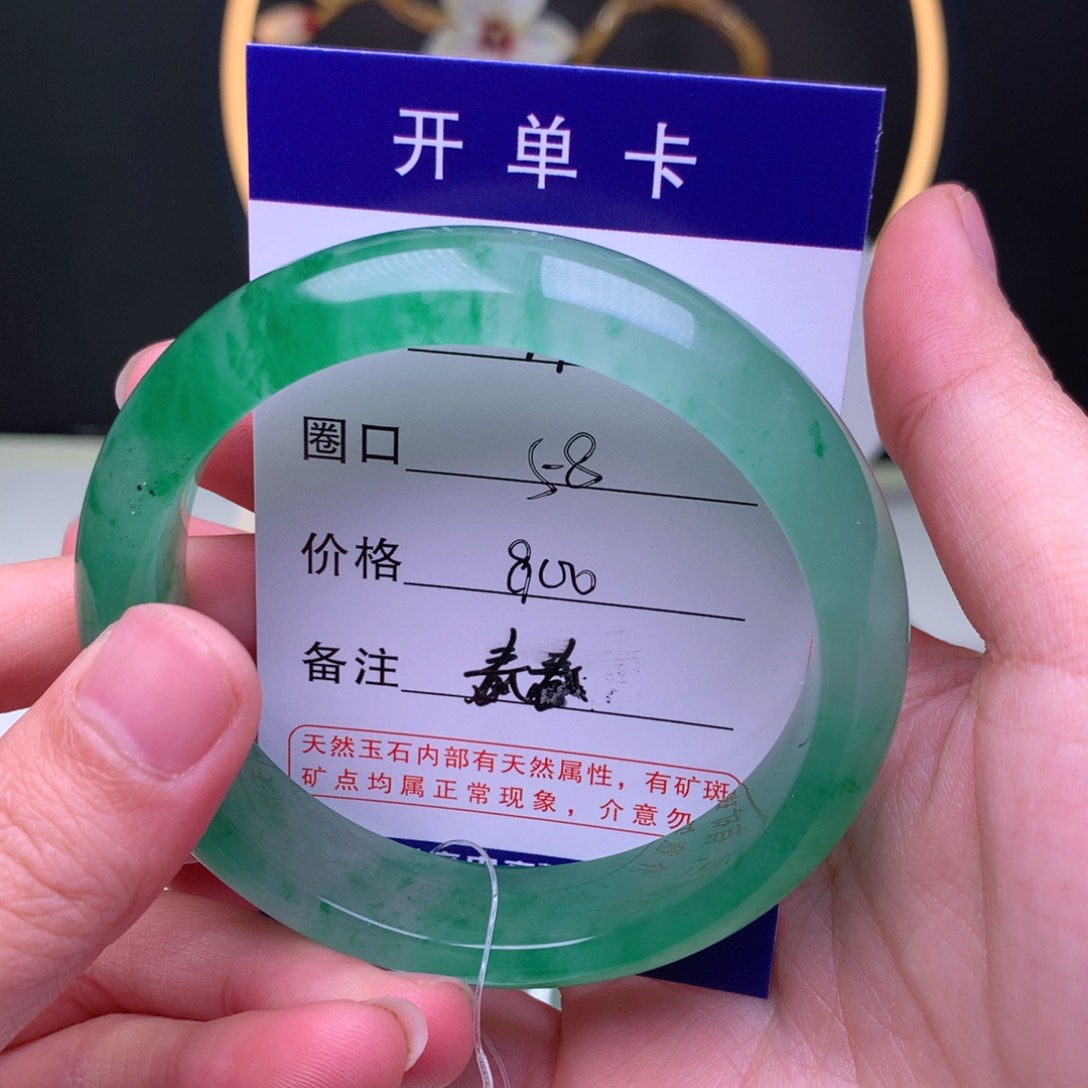 开单卡
圈口 58
价格 900
备注
天然玉石内部有天然属性，有矿斑
矿点均属正常现象，介意勿